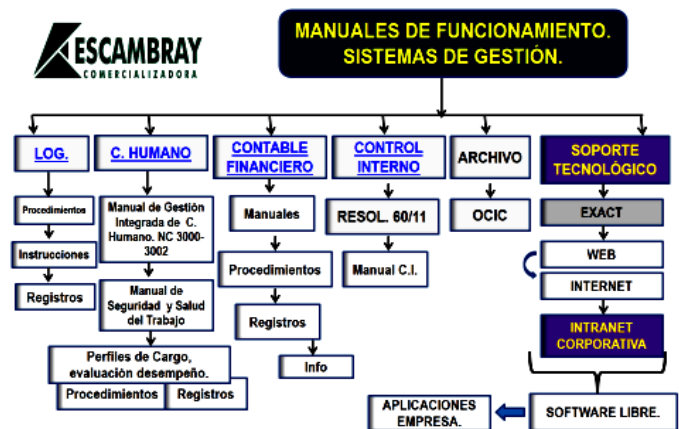 ESCAMBRAY
COMERCIALIZADORA
MANUALES DE FUNCIONAMIENTO.
SISTEMAS DE GESTIÓN.
LOG.
C. HUMANO
CONTABLE
FINANCIERO
CONTROL
INTERNO
ARCHIVO
SOPORTE
TECNOLÓGICO
Procedimientos
Instrucciones
Registros
Manual de Gestión
Integrada de C.
Humano. NC 3000-
3002
Manual de
Seguridad y Salud
del Trabajo
Perfiles de Cargo,
evaluación desempeño.
Procedimientos
Registros
Manuales
Procedimientos
Registros
Info
RESOL. 60/11
Manual C.I.
OCIC
EXACT
WEB
INTERNET
INTRANET
CORPORATIVA
SOFTWARE LIBRE.
APLICACIONES
EMPRESA.